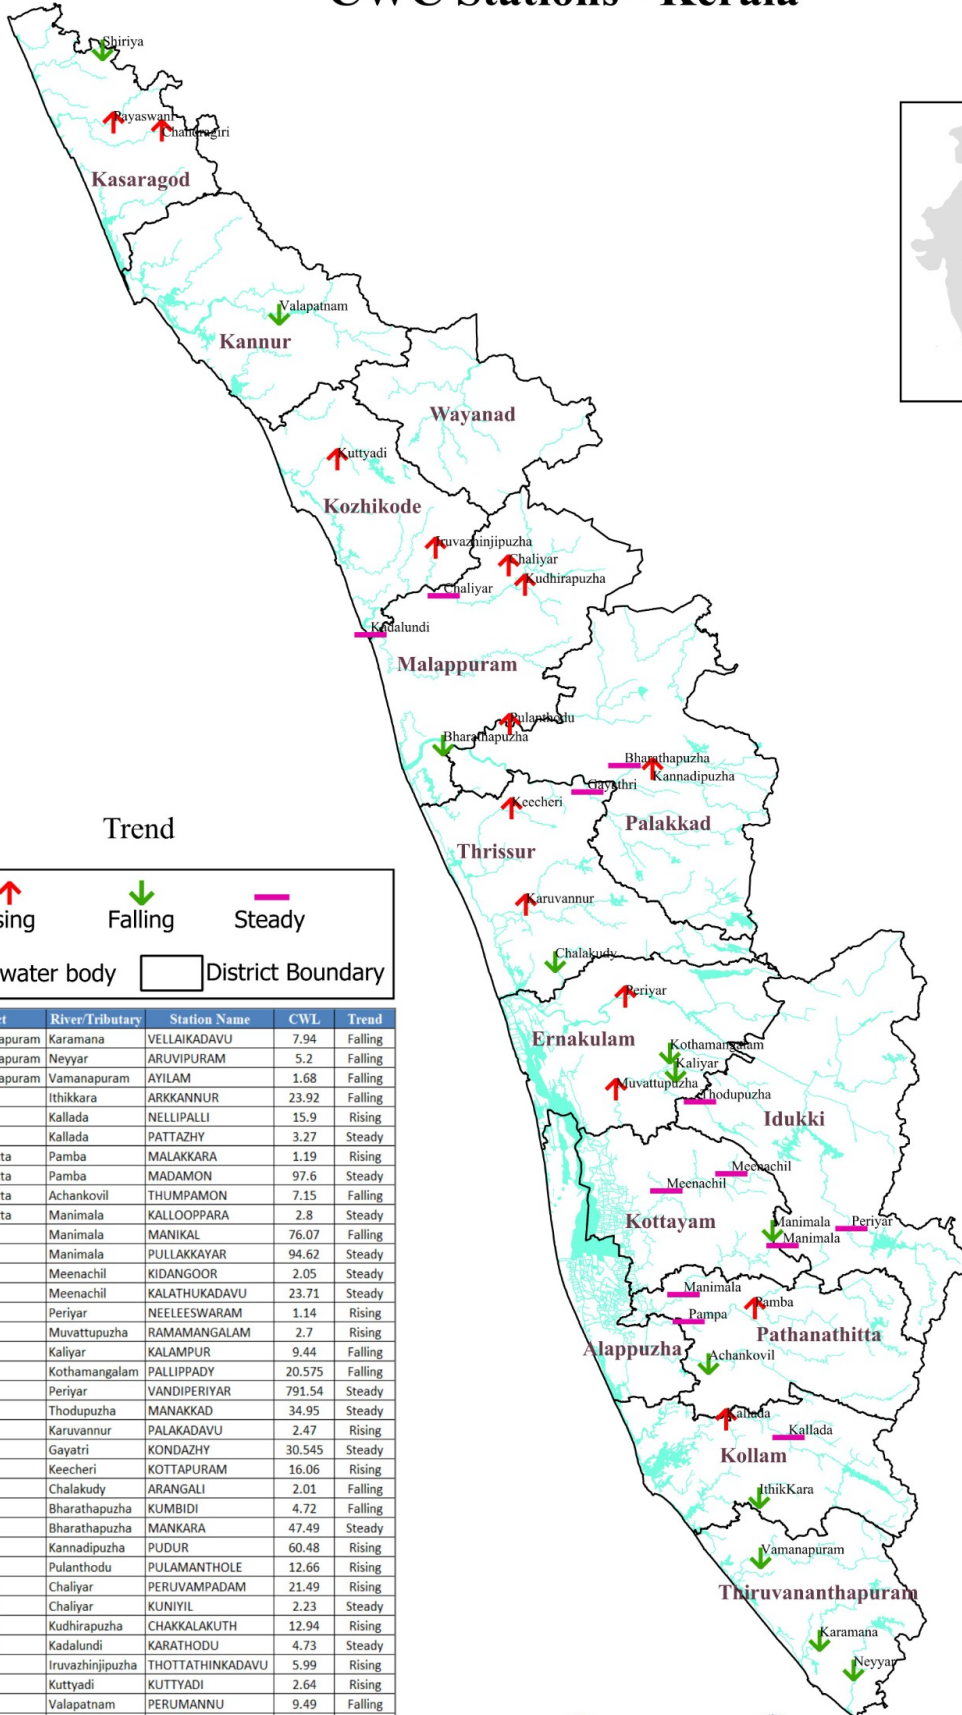 CWC Stations - Kerala
Shiriya
Payaswani
Chandragiri
Kasaragod
Valapatnam
Kannur
Wayanad
Kuttyadi
Kozhikode
Iruvazhinjipuzha
Chaliyar
Kudhirapuzha
Chaliyar
Kadalundi
Malappuram
Pulanthodu
Bharathapuzha
Bharathapuzha
Kannadipuzha
Gayathri
Keecheri
Palakkad
Thrissur
Karuvannur
Chalakudy
Periyar
Ernakulam
Kothamangalam
Kaliyar
Muvattupuzha
Thodupuzha
Idukki
Meenachil
Meenachil
Kottayam
Manimala
Periyar
Manimala
Manimala
Pamba
Pampa
Pathanathitta
Alappuzha
Achankovil
Kallada
Kallada
Kollam
IthikKara
Vamanapuram
Thiruvananthapuram
Karamana
Neyyar
Trend
sing Falling Steady
water body District Boundary
ct River/Tributary Station Name CWL Trend
apuram Karamana VELLAIKADAVU 7.94 Falling
apuram Neyyar ARUVIPURAM 5.2 Falling
apuram Vamanapuram AYILAM 1.68 Falling
Ithikkara ARKKANNUR 23.92 Falling
Kallada NELLIPALLI 15.9 Rising
Kallada PATTAZHY 3.27 Steady
ta Pamba MALAKKARA 1.19 Rising
ta Pamba MADAMON 97.6 Steady
ta Achankovil THUMPAMON 7.15 Falling
ta Manimala KALLOOPPARA 2.8 Steady
Manimala MANIKAL 76.07 Falling
Manimala PULLAKKAYAR 94.62 Steady
Meenachil KIDANGOOR 2.05 Steady
Meenachil KALATHUKADAVU 23.71 Steady
Periyar NEELEESWARAM 1.14 Rising
Muvattupuzha RAMAMANGALAM 2.7 Rising
Kaliyar KALAMPUR 9.44 Falling
Kothamangalam PALLIPPADY 20.575 Falling
Periyar VANDIPERIYAR 791.54 Steady
Thodupuzha MANAKKAD 34.95 Steady
Karuvannur PALAKADAVU 2.47 Rising
Gayatri KONDAZHY 30.545 Steady
Keecheri KOTTAPURAM 16.06 Rising
Chalakudy ARANGALI 2.01 Falling
Bharathapuzha KUMBIDI 4.72 Falling
Bharathapuzha MANKARA 47.49 Steady
Kannadipuzha PUDUR 60.48 Rising
Pulanthodu PULAMANTHOLE 12.66 Rising
Chaliyar PERUVAMPADAM 21.49 Rising
Chaliyar KUNIYIL 2.23 Steady
Kudhirapuzha CHAKKALAKUTH 12.94 Rising
Kadalundi KARATHODU 4.73 Steady
Iruvazhinjipuzha THOTTATHINKADAVU 5.99 Rising
Kuttyadi KUTTYADI 2.64 Rising
Valapatnam PERUMANNU 9.49 Falling